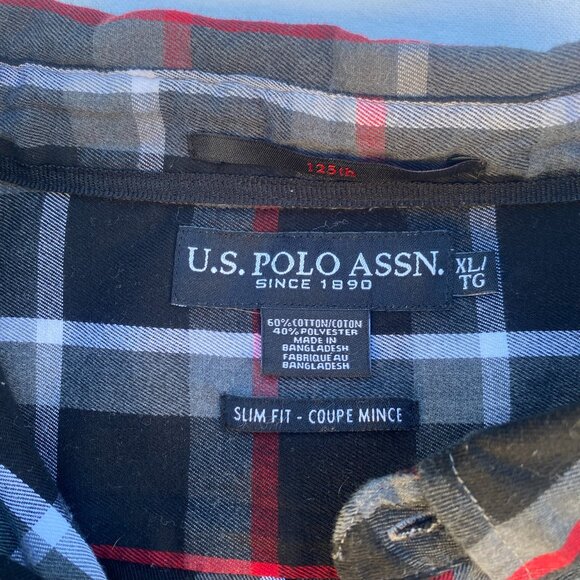 125th
U.S. POLO ASSN.
SINCE 1890
XL/
TG
60% COTTON/COTON
40% POLYESTER
MADE IN
BANGLADESH
FABRIQUÉ AU
BANGLADESH
SLIM FIT - COUPE MINCE